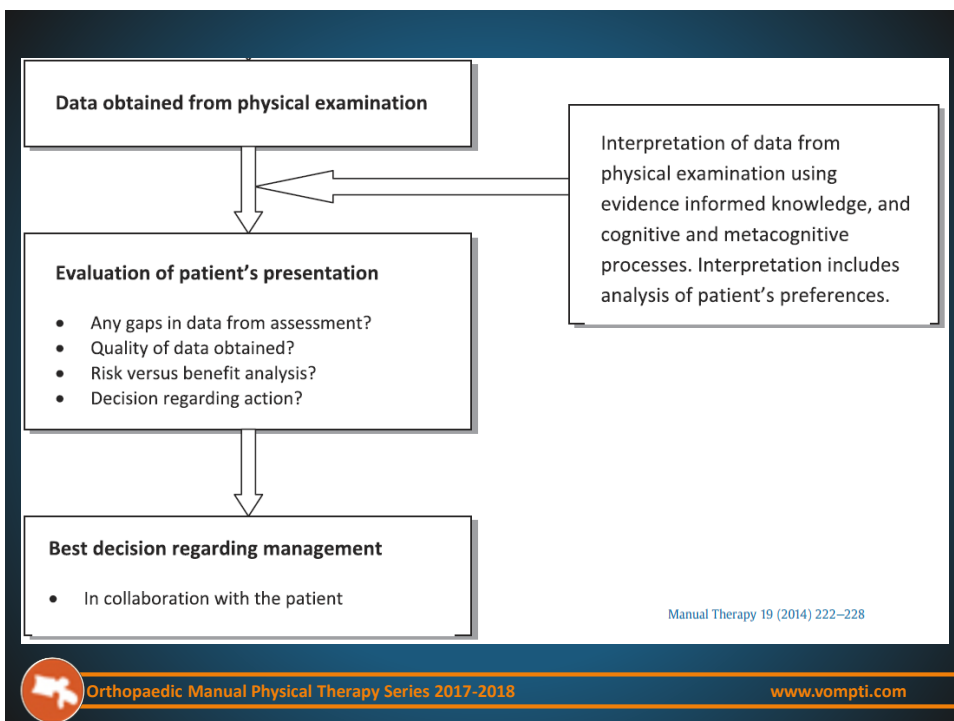 Data obtained from physical examination
Interpretation of data from
physical examination using
evidence informed knowledge, and
cognitive and metacognitive
processes. Interpretation includes
analysis of patient's preferences.
Evaluation of patient's presentation
• Any gaps in data from assessment?
• Quality of data obtained?
• Risk versus benefit analysis?
• Decision regarding action?
Best decision regarding management
• In collaboration with the patient
Manual Therapy 19 (2014) 222–228
Orthopaedic Manual Physical Therapy Series 2017-2018
www.vompti.com